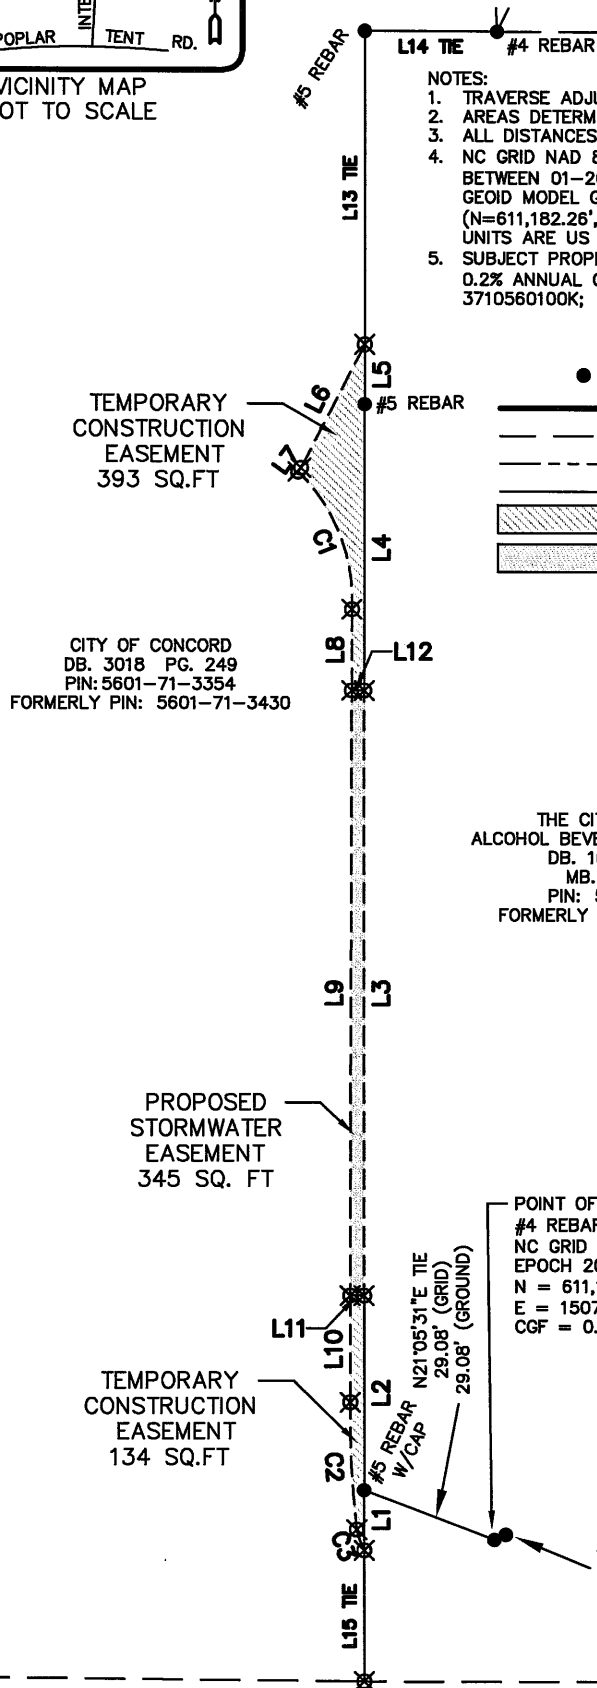 POPLAR
INTE
TENT
RD.
VICINITY MAP
OT TO SCALE
#5 REBAR
L14 TIE
#4 REBAR
L13 TIE
NOTES:
1. TRAVERSE ADJU
2. AREAS DETERM
3. ALL DISTANCES
4. NC GRID NAD 8
BETWEEN 01-2
GEOID MODEL G
(N=611,182.26',
UNITS ARE US
5. SUBJECT PROP
0.2% ANNUAL C
3710560100K;
L5
L6
#5 REBAR
TEMPORARY
CONSTRUCTION
EASEMENT
393 SQ.FT
L7
C1
L4
CITY OF CONCORD
DB. 3018 PG. 249
PIN: 5601-71-3354
FORMERLY PIN: 5601-71-3430
L8
L12
THE CI
ALCOHOL BEVE
DB. 1
MB.
PIN: 5
FORMERLY
L9
L3
PROPOSED
STORMWATER
EASEMENT
345 SQ. FT
POINT OF
#4 REBAR
NC GRID
EPOCH 20
N = 611,
E = 1507
CGF = 0.
N21°05'31"E TIE
29.08' (GRID)
29.08' (GROUND)
L11
L10
L2
TEMPORARY
CONSTRUCTION
EASEMENT
134 SQ.FT
#5 REBAR
W/CAP
C2
L1
C3
L15 TIE